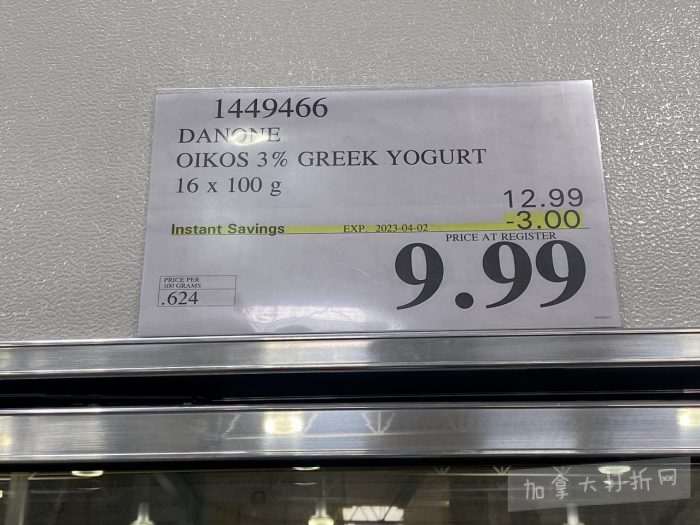 1449466
DANONE
OIKOS 3% GREEK YOGURT
16 x 100 g
12.99
Instant Savings EXP. 2023-04-02 -3.00
PRICE AT REGISTER
9.99
PRICE PER
100 GRAMS
.624
加拿大打折网